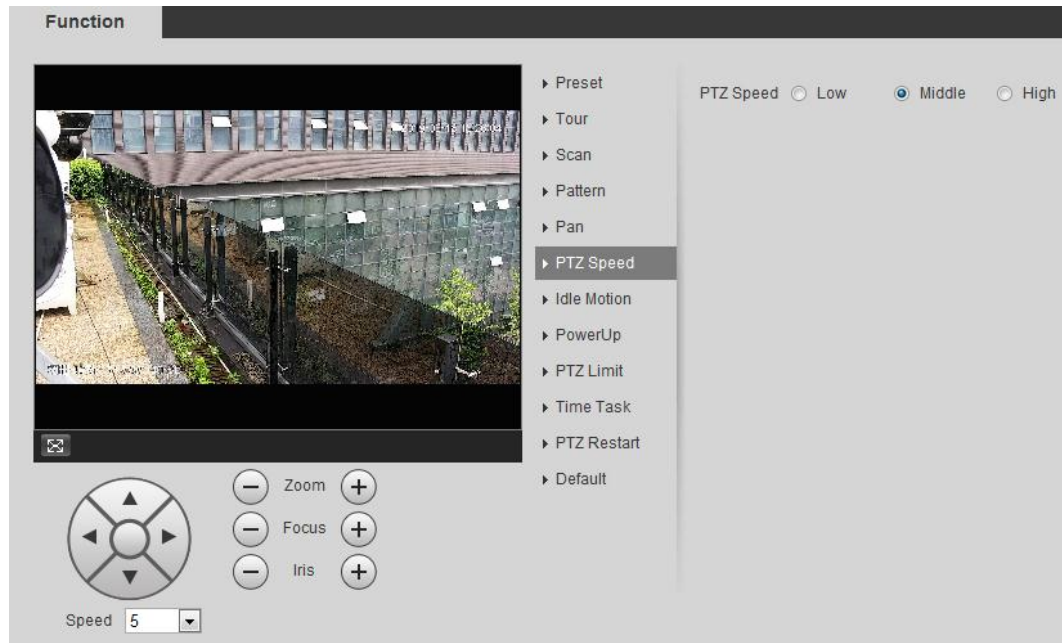 Function
Preset
Tour
Scan
Pattern
Pan
PTZ Speed
Idle Motion
PowerUp
PTZ Limit
Time Task
PTZ Restart
Default
PTZ Speed Low Middle High
Zoom
Focus
Iris
Speed 5